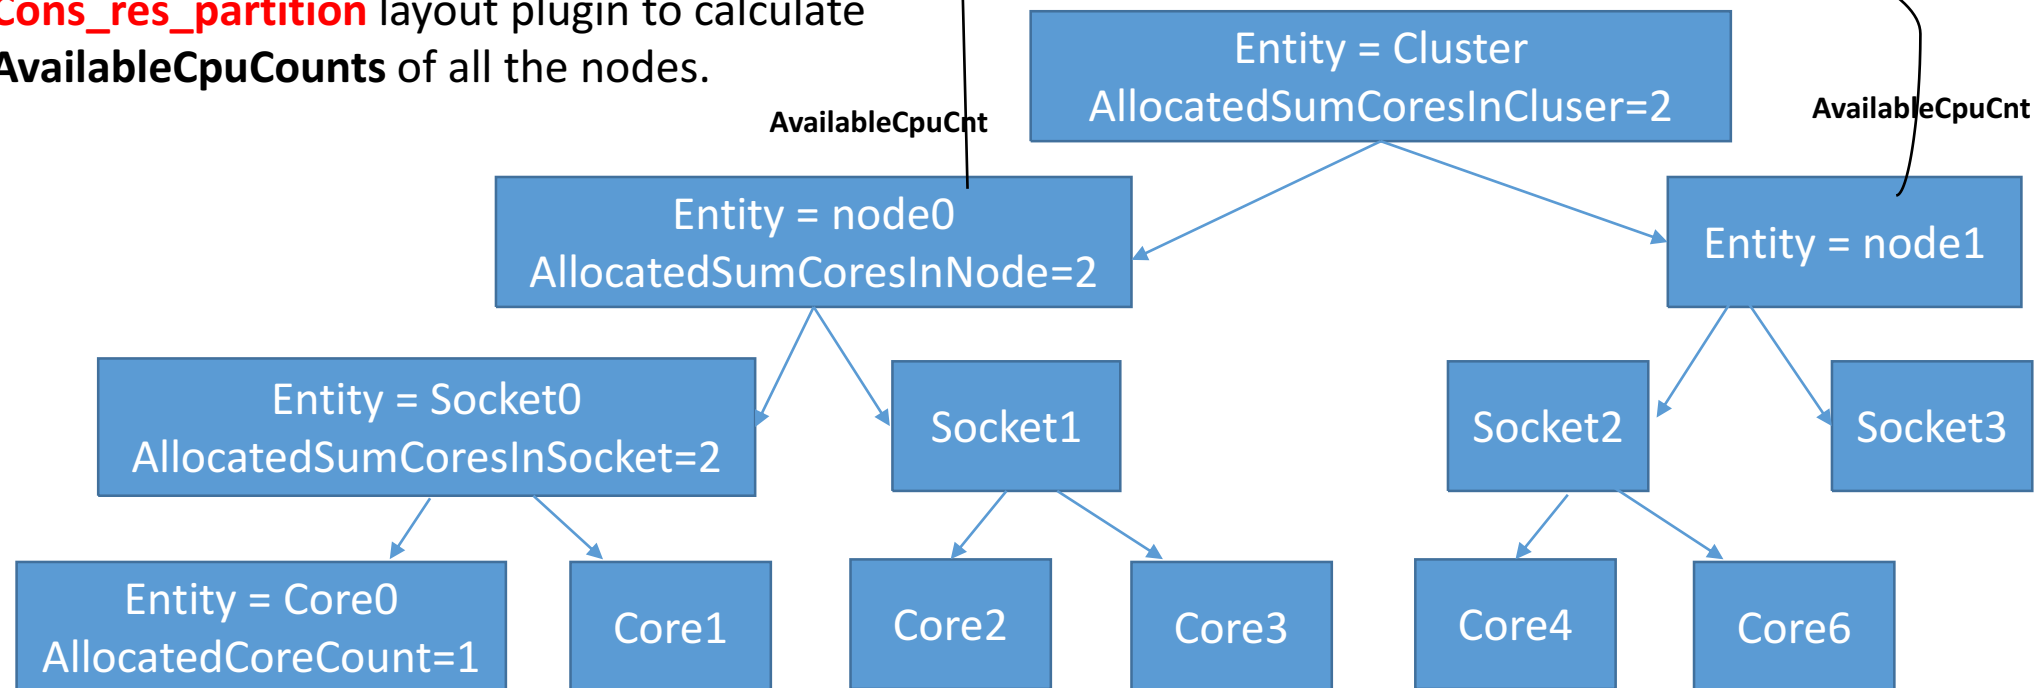 Cons_res_partition layout plugin to calculate
AvailableCpuCounts of all the nodes.
Entity = Cluster
AllocatedSumCoresInCluser=2
AvailableCpuCnt
AvailableCpuCnt
Entity = node0
AllocatedSumCoresInNode=2
Entity = node1
Entity = Socket0
AllocatedSumCoresInSocket=2
Socket1
Socket2
Socket3
Entity = Core0
AllocatedCoreCount=1
Core1
Core2
Core3
Core4
Core6